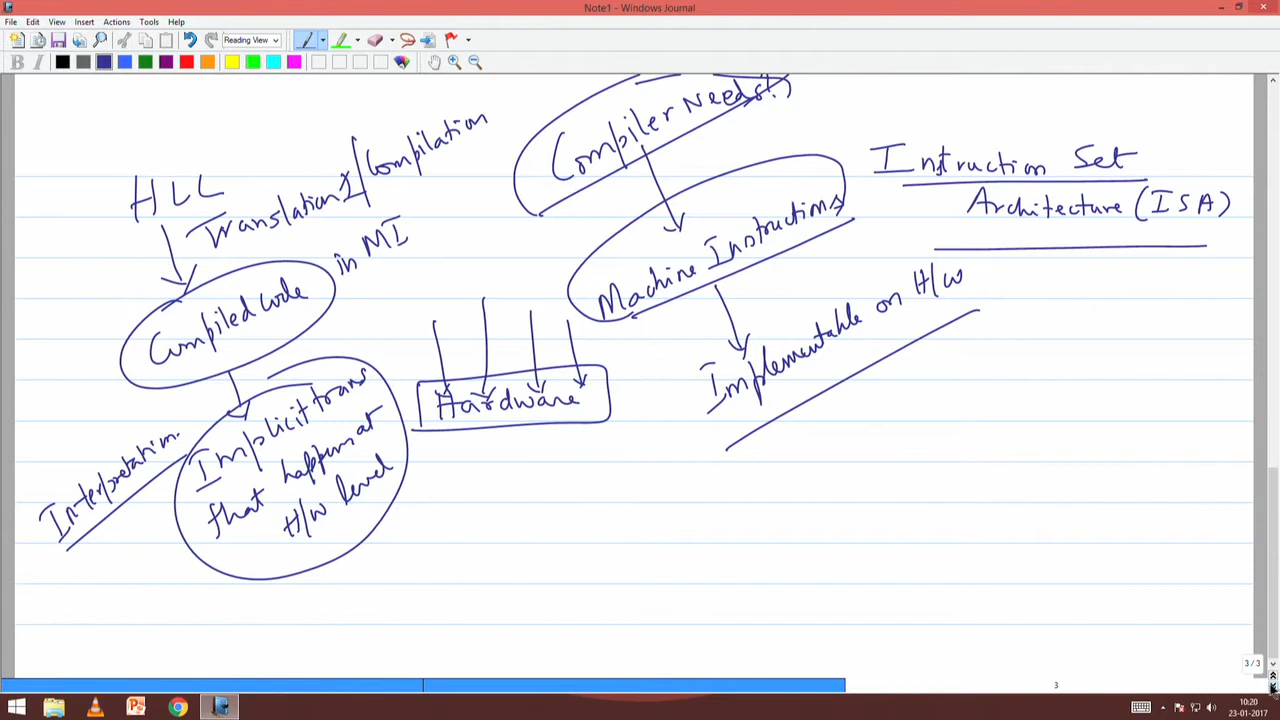 Note1 - Windows Journal
File Edit View Insert Actions Tools Help
Reading View
B I
Compiler Needs!)
HLL
Translation/Compilation
in MI
Compiled Code
Implicit trans
that happens at
H/W level
Interpretation.
Hardware
Machine Instructions
Implementable on H/W
Instruction Set
Architecture (ISA)
3/3
3
10:20
23-01-2017